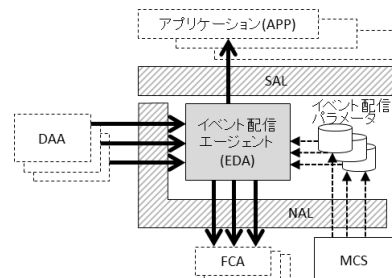 アプリケーション(APP)
SAL
イベント配信
エージェント
(EDA)
イベント配信
パラメータ
DAA
NAL
FCA
MCS